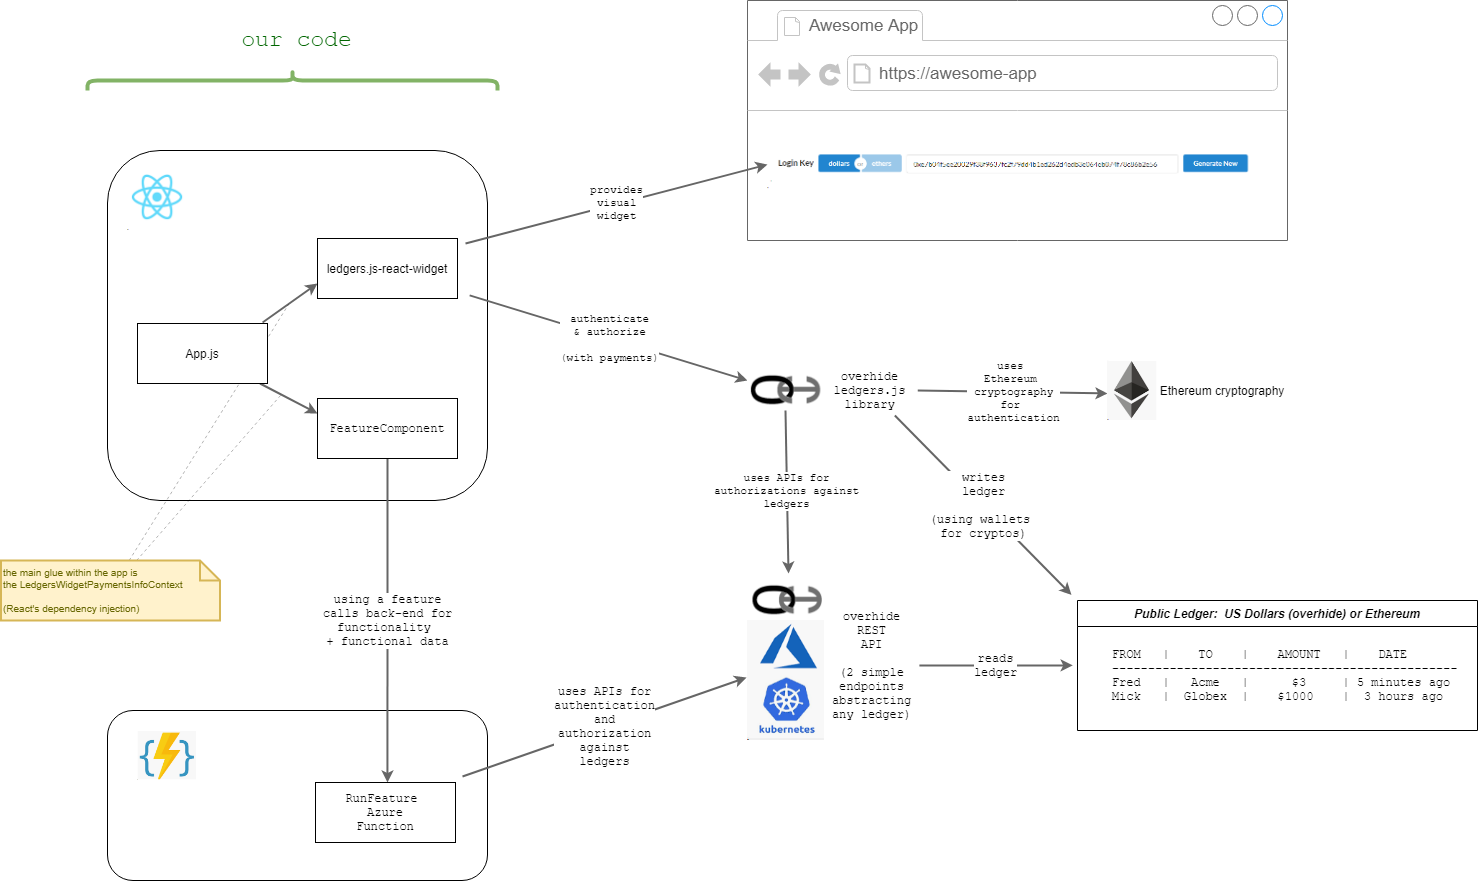 our code
Awesome App
https://awesome-app
Login Key
dollars
others
Generate New
provides
visual
widget
ledgers.js-react-widget
App.js
FeatureComponent
authenticate
& authorize
(with payments)
overhide
ledgers.js
library
uses
Ethereum
cryptography
for
authentication
Ethereum cryptography
uses APIs for
authorizations against
ledgers
writes
ledger
(using wallets
for cryptos)
the main glue within the app is
the LedgersWidgetPaymentsInfoContext
(React's dependency injection)
using a feature
calls back-end for
functionality
+ functional data
overhide
REST
API
(2 simple
endpoints
abstracting
any ledger)
kubernetes
reads
ledger
Public Ledger: US Dollars (overhide) or Ethereum
FROM | TO | AMOUNT | DATE
------------------------------------------------
Fred | Acme | $3 | 5 minutes ago
Mick | Globex | $1000 | 3 hours ago
uses APIs for
authentication
and
authorization
against
ledgers
RunFeature
Azure
Function